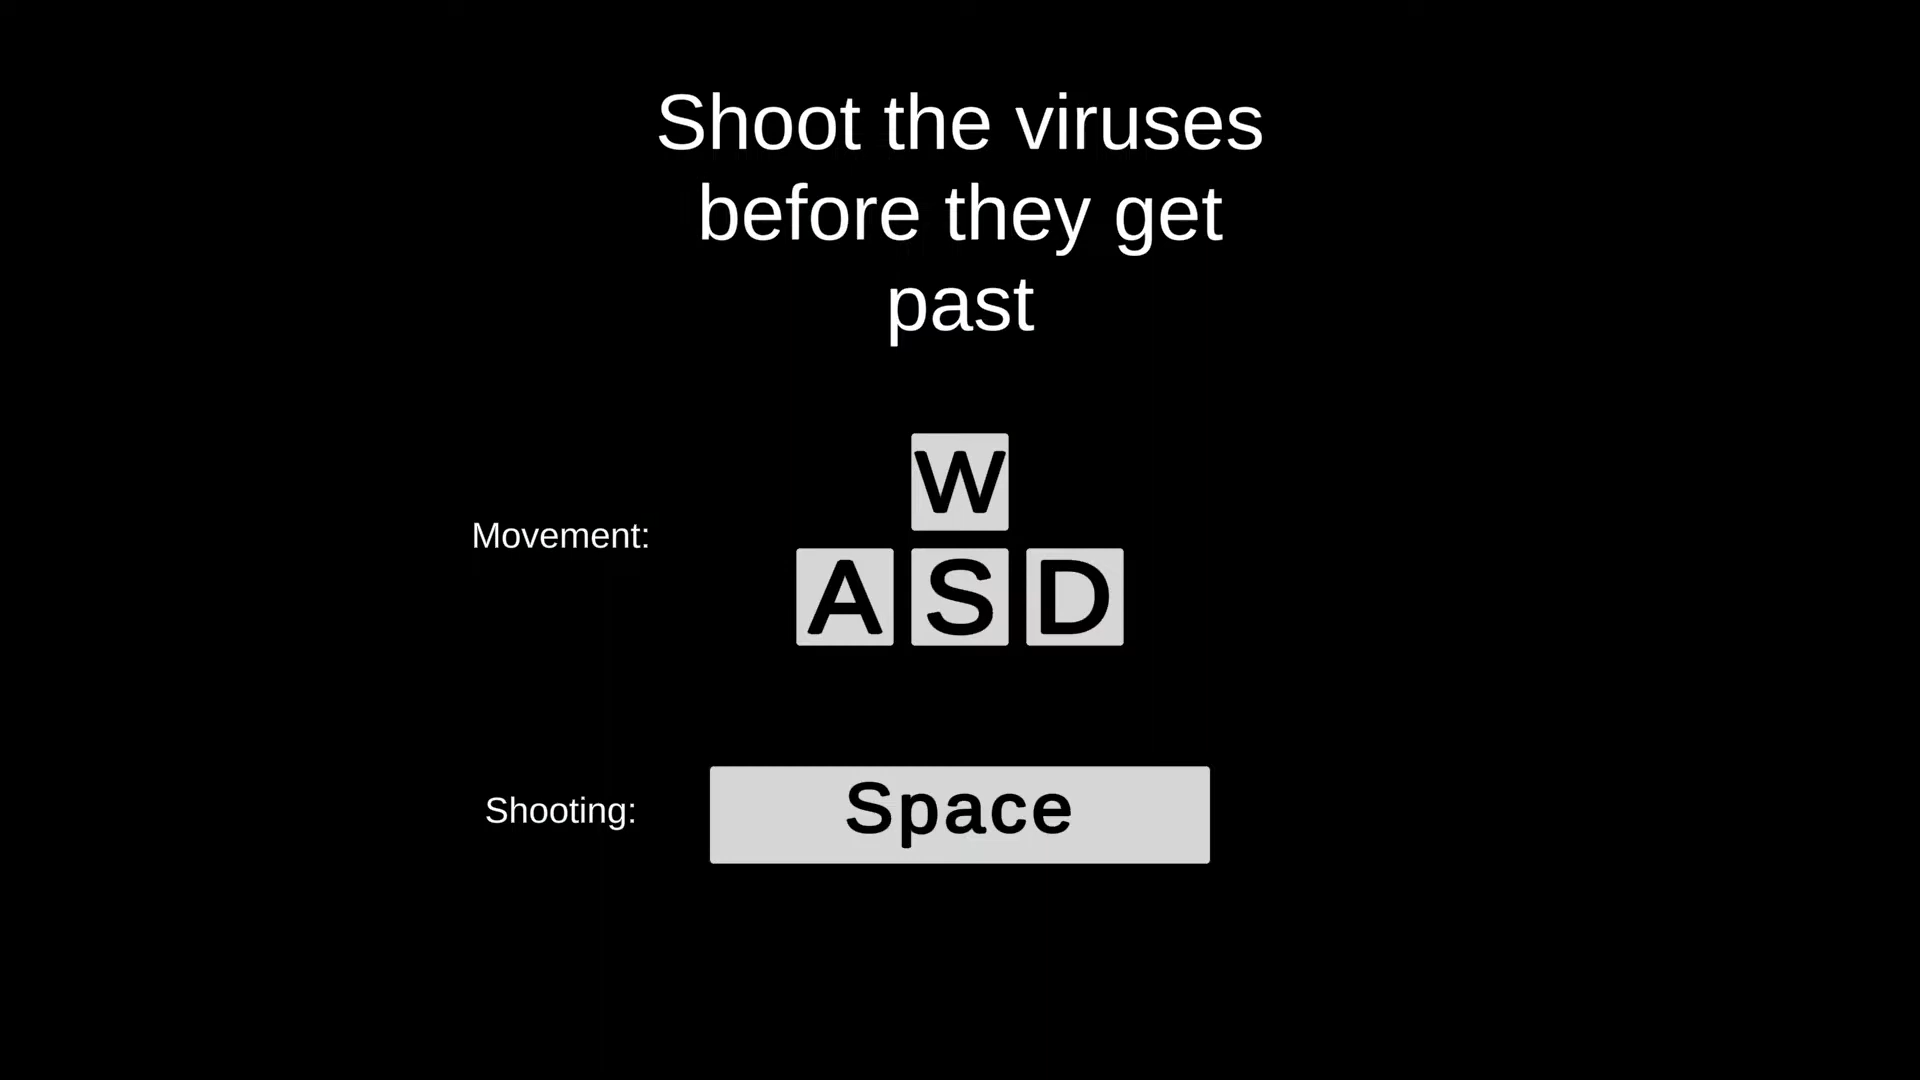 Shoot the viruses
before they get
past
W
Movement:
A S D
Shooting:
Space